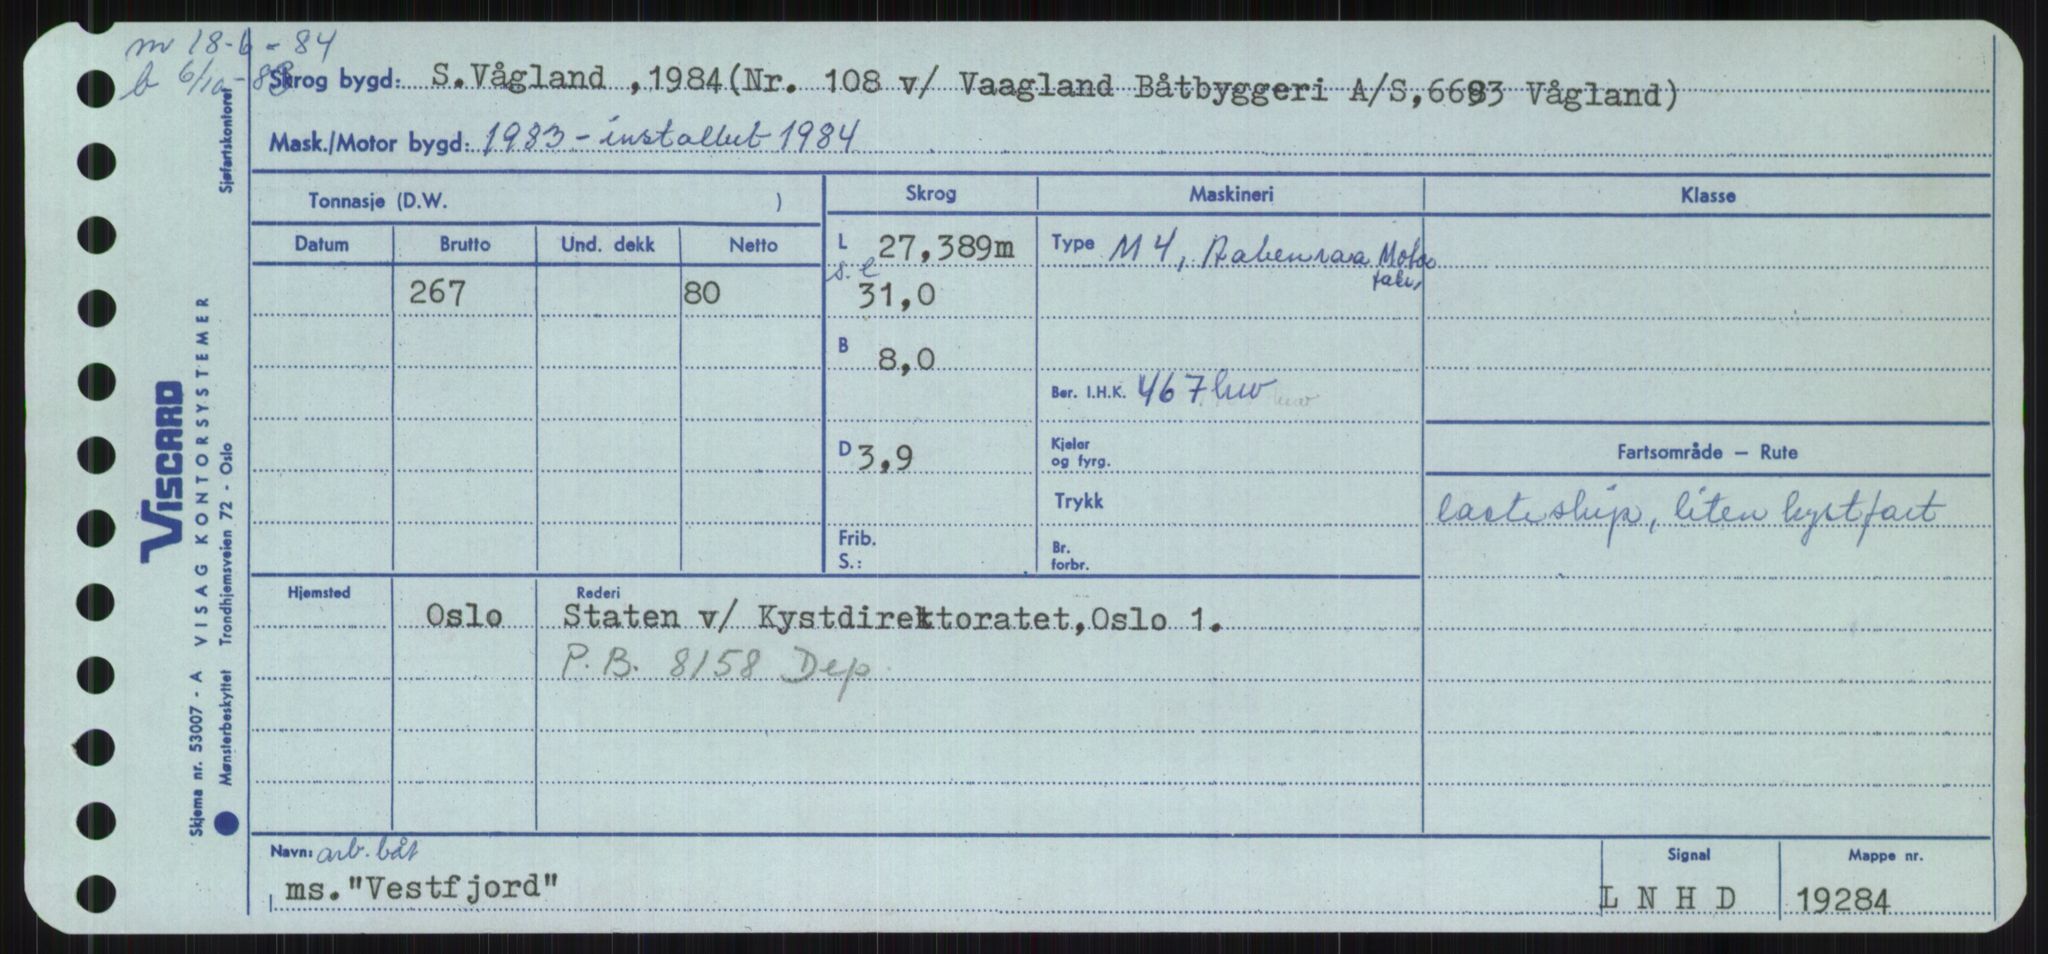 m 18-6-84
b 6/10-83
Skrog bygd: S.Vågland ,1984(Nr. 108 v/ Vaagland Båtbyggeri A/S,6683 Vågland)
Mask./Motor bygd: 1983 - installert 1984
Tonnasje (D.W. )
Skrog
Maskineri
Klasse
Datum Brutto Und. dekk Netto
L 27,389m
Type M 4, Aabenraa Motor
fabr,
s.l
267 80
31,0
B 8,0
Ber. I.H.K. 467 kw
D 3,9
Kjeler
og fyrg.
Fartsområde – Rute
Trykk
lasteskip, liten kystfart
Frib.
S.:
Br.
forbr.
Hjemsted
Rederi
Oslo Staten v/ Kystdirektoratet,Oslo 1.
P.B. 8158 Dep
Navn: arb. båt
Signal
Mappe nr.
ms."Vestfjord"
L N H D
19284
Sjøfartskontoret
VISCARD
VISAG KONTORSYSTEMER
Skjema nr. 53007 - A
Mønsterbeskyttet Trondhjemsveien 72 - Oslo